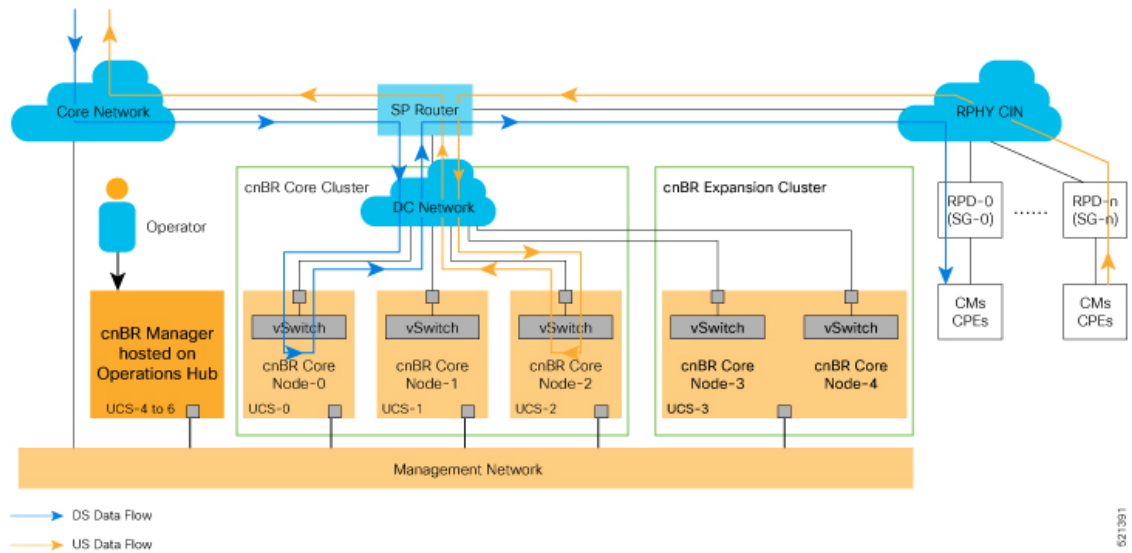 Core Network
SP Router
RPHY CIN
cnBR Core Cluster
DC Network
cnBR Expansion Cluster
Operator
RPD-0
(SG-0)
......
RPD-n
(SG-n)
CMs
CPEs
CMs
CPEs
cnBR Manager
hosted on
Operations Hub
UCS-4 to 6
vSwitch
cnBR Core
Node-0
UCS-0
vSwitch
cnBR Core
Node-1
UCS-1
vSwitch
cnBR Core
Node-2
UCS-2
vSwitch
cnBR Core
Node-3
UCS-3
vSwitch
cnBR Core
Node-4
Management Network
DS Data Flow
US Data Flow
521391